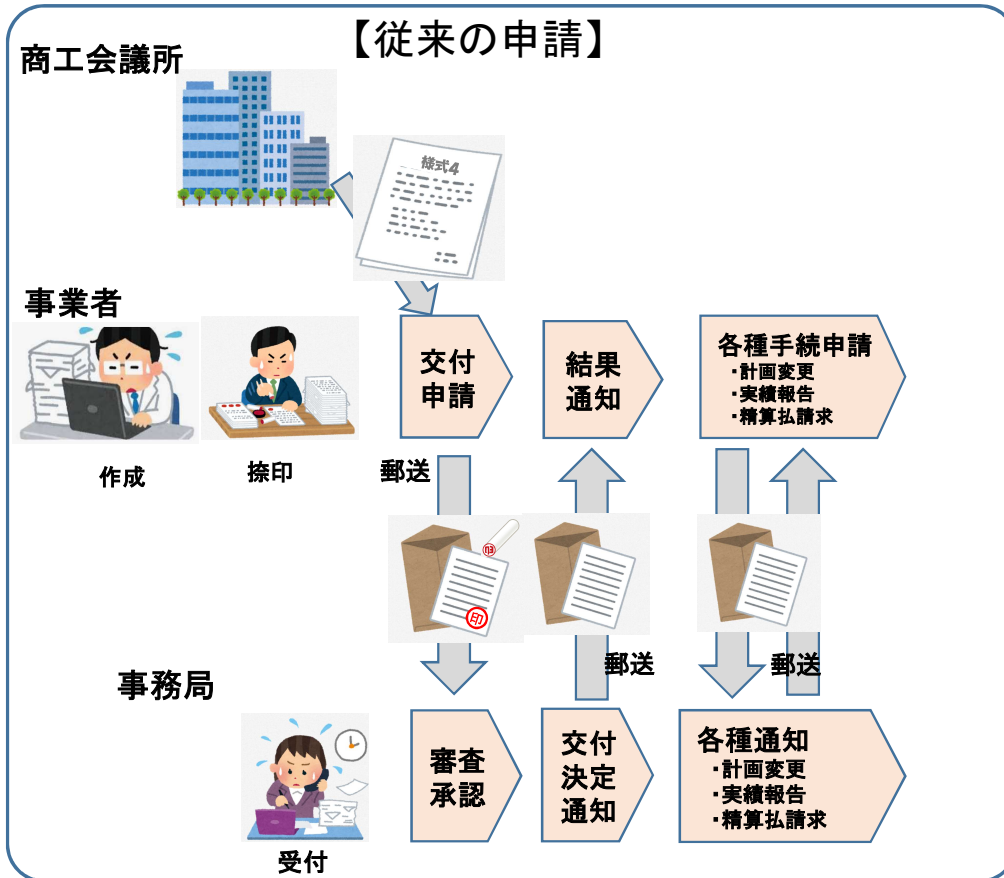 【従来の申請】
商工会議所
様式4
事業者
作成
捺印
交付
申請
結果
通知
各種手続申請
・計画変更
・実績報告
・精算払請求
郵送
印
印
郵送
郵送
事務局
受付
審査
承認
交付
決定
通知
各種通知
・計画変更
・実績報告
・精算払請求